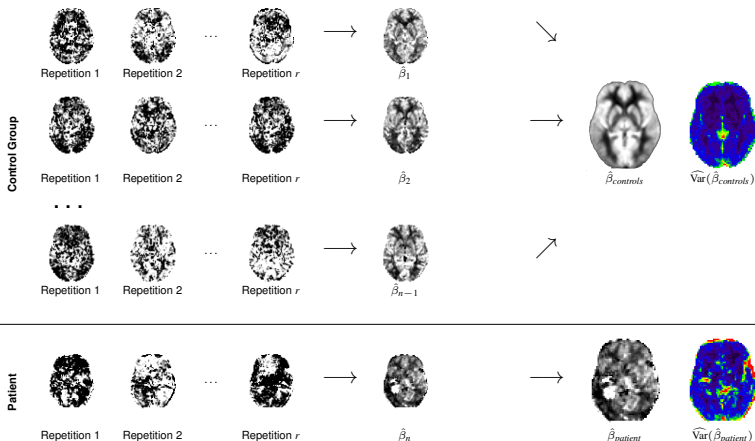 Control Group
Repetition 1 Repetition 2 ... Repetition r ⟶ β̂₁ ↘
Repetition 1 Repetition 2 ... Repetition r ⟶ β̂₂ ⟶ β̂controls V̂ar(β̂controls)
...
Repetition 1 Repetition 2 ... Repetition r ⟶ β̂n−1 ↗
Patient
Repetition 1 Repetition 2 ... Repetition r ⟶ β̂n ⟶ β̂patient V̂ar(β̂patient)